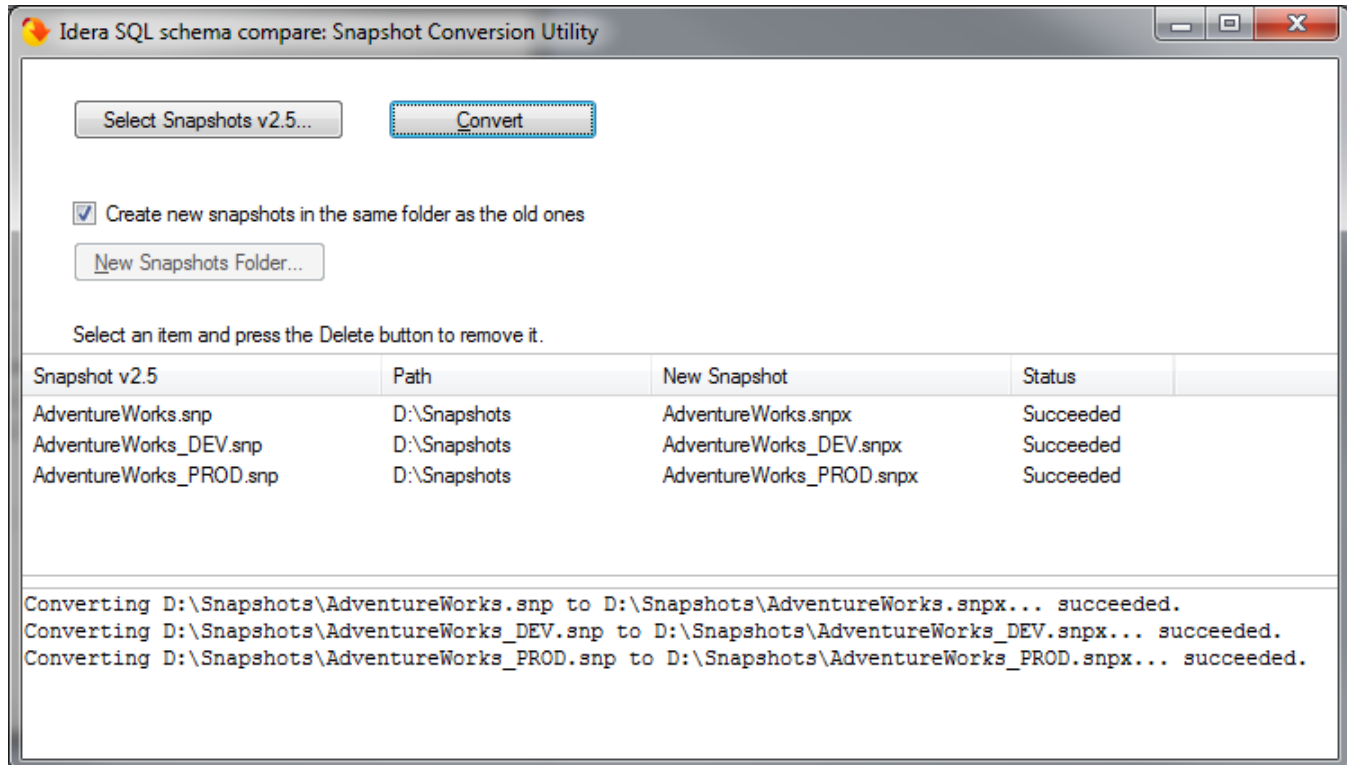 Idera SQL schema compare: Snapshot Conversion Utility
Select Snapshots v2.5... Convert
Create new snapshots in the same folder as the old ones
New Snapshots Folder...
Select an item and press the Delete button to remove it.
Snapshot v2.5 Path New Snapshot Status
AdventureWorks.snp D:\Snapshots AdventureWorks.snpx Succeeded
AdventureWorks_DEV.snp D:\Snapshots AdventureWorks_DEV.snpx Succeeded
AdventureWorks_PROD.snp D:\Snapshots AdventureWorks_PROD.snpx Succeeded
Converting D:\Snapshots\AdventureWorks.snp to D:\Snapshots\AdventureWorks.snpx... succeeded.
Converting D:\Snapshots\AdventureWorks_DEV.snp to D:\Snapshots\AdventureWorks_DEV.snpx... succeeded.
Converting D:\Snapshots\AdventureWorks_PROD.snp to D:\Snapshots\AdventureWorks_PROD.snpx... succeeded.